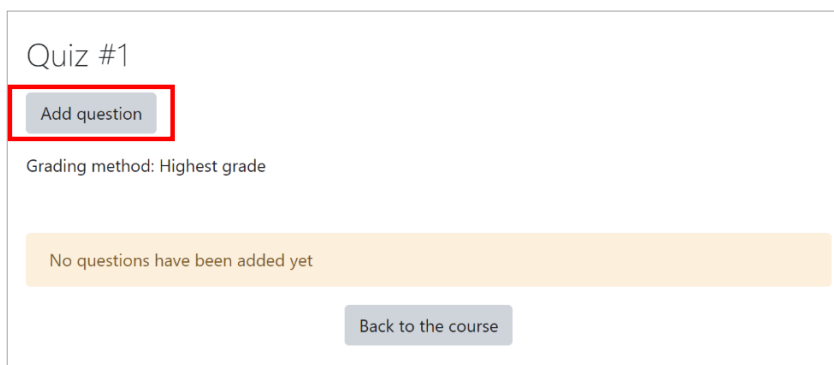 Quiz #1
Add question
Grading method: Highest grade
No questions have been added yet
Back to the course